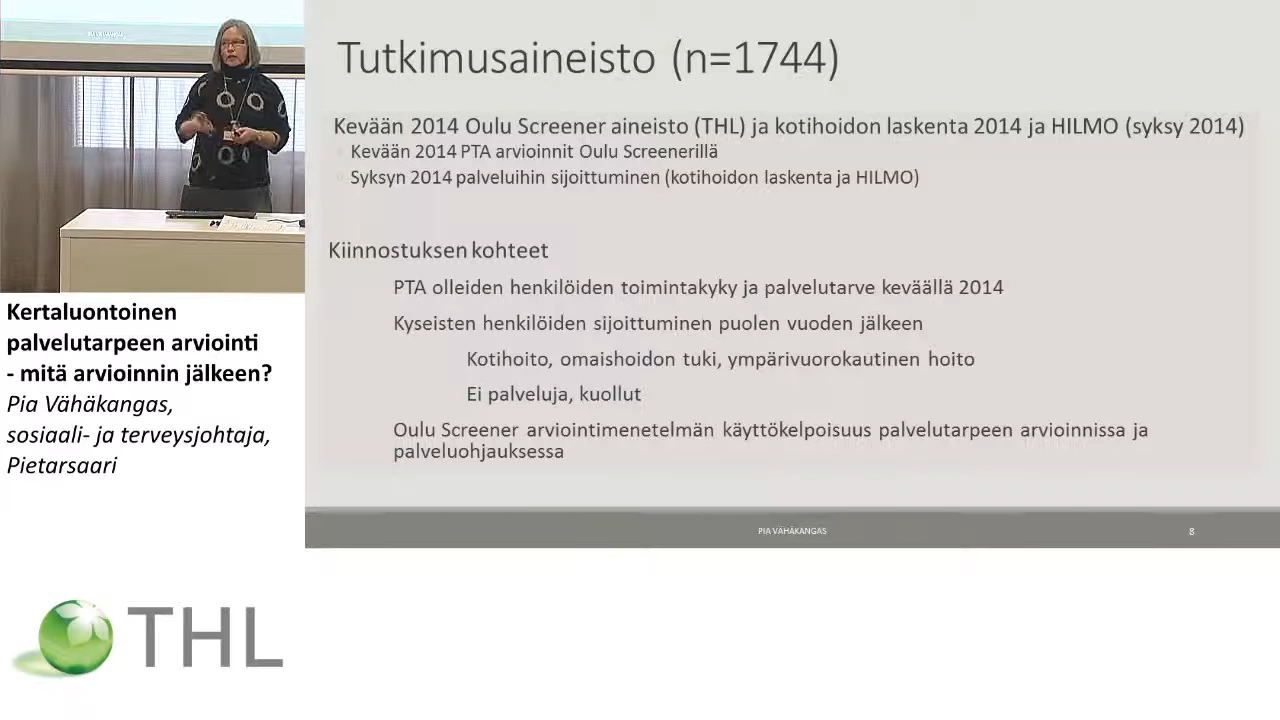 Tutkimusaineisto (n=1744)
Kevään 2014 Oulu Screener aineisto (THL) ja kotihoidon laskenta 2014 ja HILMO (syksy 2014)
Kevään 2014 PTA arvioinnit Oulu Screenerillä
Syksyn 2014 palveluihin sijoittuminen (kotihoidon laskenta ja HILMO)
Kiinnostuksen kohteet
PTA olleiden henkilöiden toimintakyky ja palvelutarve keväällä 2014
Kyseisten henkilöiden sijoittuminen puolen vuoden jälkeen
Kotihoito, omaishoidon tuki, ympärivuorokautinen hoito
Ei palveluja, kuollut
Oulu Screener arviointimenetelmän käyttökelpoisuus palvelutarpeen arvioinnissa ja
palveluohjauksessa
PIA VÄHÄKANGAS
8
Kertaluontoinen
palvelutarpeen arviointi
- mitä arvioinnin jälkeen?
Pia Vähäkangas,
sosiaali- ja terveysjohtaja,
Pietarsaari
THL